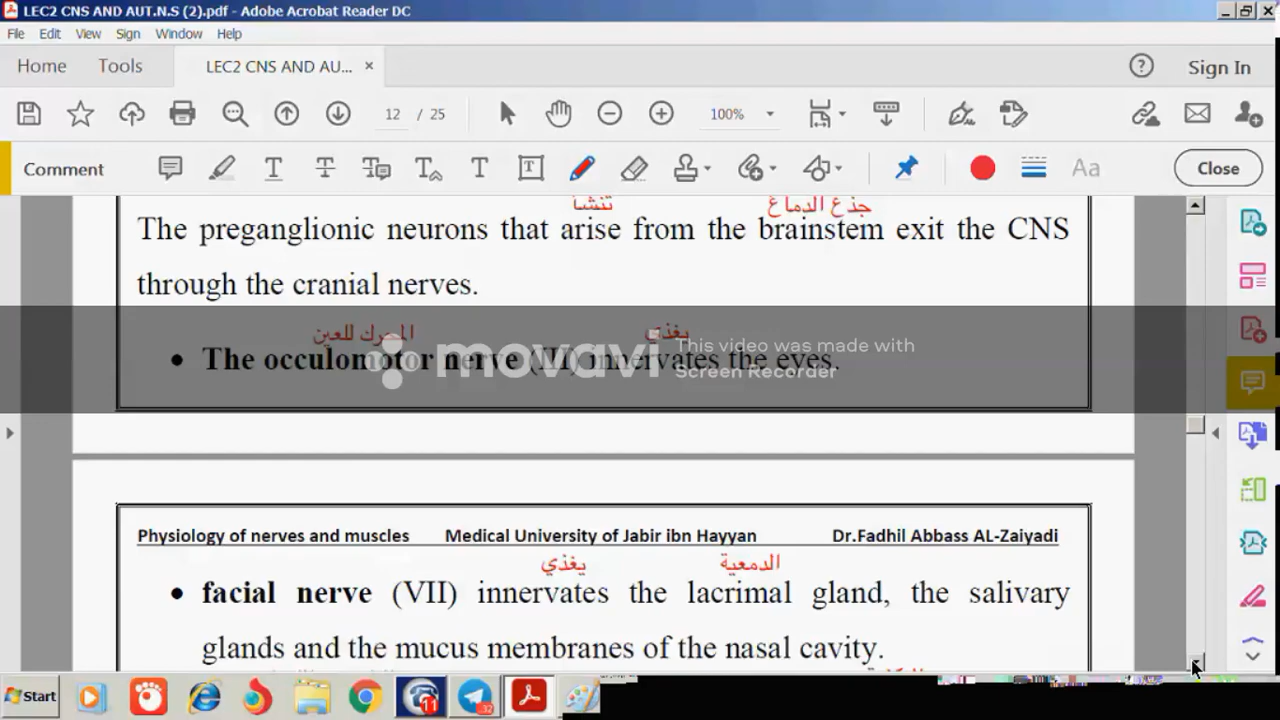 LEC2 CNS AND AUT.N.S (2).pdf - Adobe Acrobat Reader DC
File Edit View Sign Window Help
Home Tools LEC2 CNS AND AU... × Sign In
12 / 25 100%
Comment Aa Close
تنشأ جذع الدماغ
The preganglionic neurons that arise from the brainstem exit the CNS
through the cranial nerves.
المحرك للعين يغذي
• The occulomotor nerve (III) innervates the eyes.
movavi This video was made with
Screen Recorder
Physiology of nerves and muscles Medical University of Jabir ibn Hayyan Dr.Fadhil Abbass AL-Zaiyadi
يغذي الدمعية
• facial nerve (VII) innervates the lacrimal gland, the salivary
glands and the mucus membranes of the nasal cavity.
Start 11 32